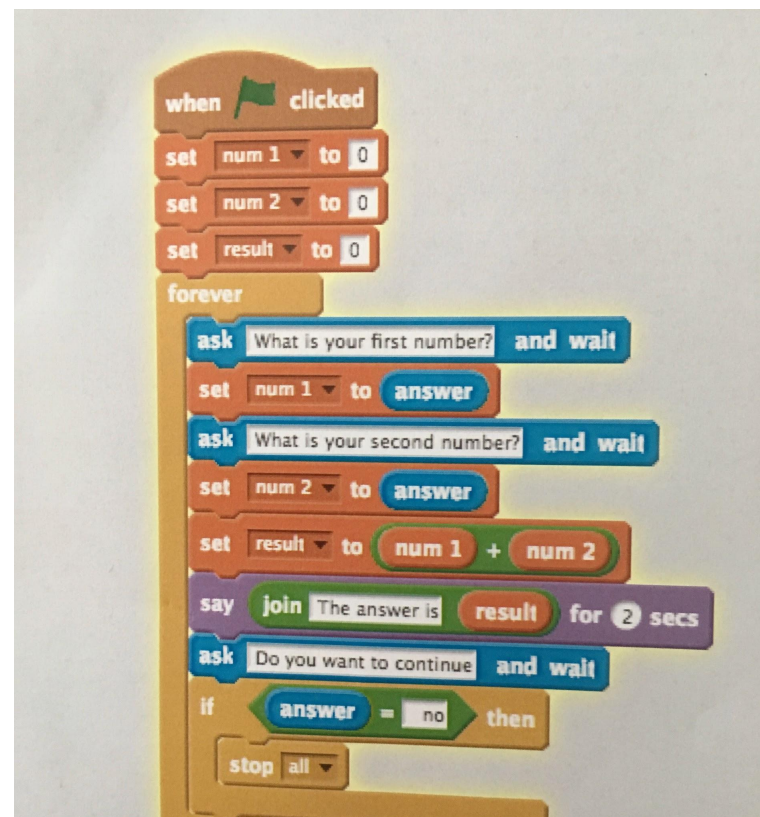 when clicked
set num 1 to 0
set num 2 to 0
set result to 0
forever
ask What is your first number? and wait
set num 1 to answer
ask What is your second number? and wait
set num 2 to answer
set result to num 1 + num 2
say join The answer is result for 2 secs
ask Do you want to continue and wait
if answer = no then
stop all